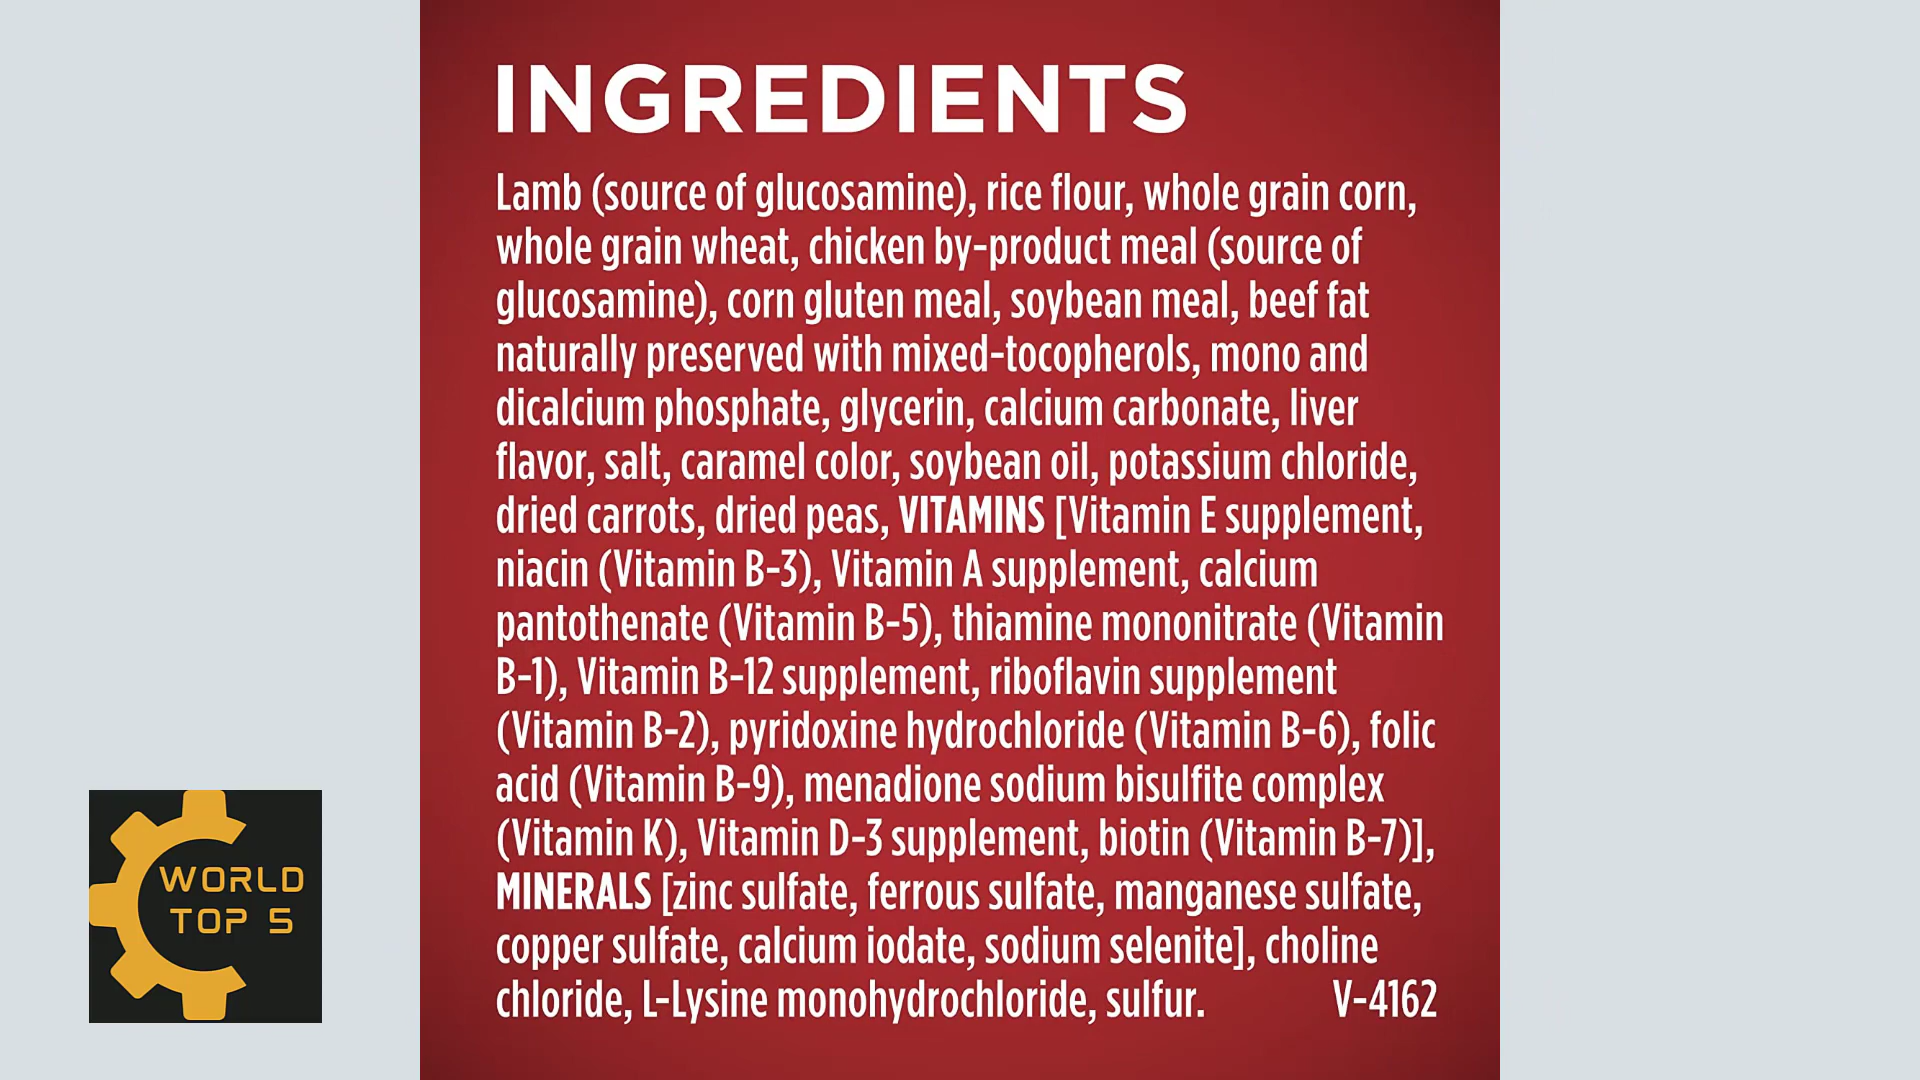 INGREDIENTS
Lamb (source of glucosamine), rice flour, whole grain corn,
whole grain wheat, chicken by-product meal (source of
glucosamine), corn gluten meal, soybean meal, beef fat
naturally preserved with mixed-tocopherols, mono and
dicalcium phosphate, glycerin, calcium carbonate, liver
flavor, salt, caramel color, soybean oil, potassium chloride,
dried carrots, dried peas, VITAMINS [Vitamin E supplement,
niacin (Vitamin B-3), Vitamin A supplement, calcium
pantothenate (Vitamin B-5), thiamine mononitrate (Vitamin
B-1), Vitamin B-12 supplement, riboflavin supplement
(Vitamin B-2), pyridoxine hydrochloride (Vitamin B-6), folic
acid (Vitamin B-9), menadione sodium bisulfite complex
(Vitamin K), Vitamin D-3 supplement, biotin (Vitamin B-7)],
MINERALS [zinc sulfate, ferrous sulfate, manganese sulfate,
copper sulfate, calcium iodate, sodium selenite], choline
chloride, L-Lysine monohydrochloride, sulfur. V-4162
WORLD
TOP 5